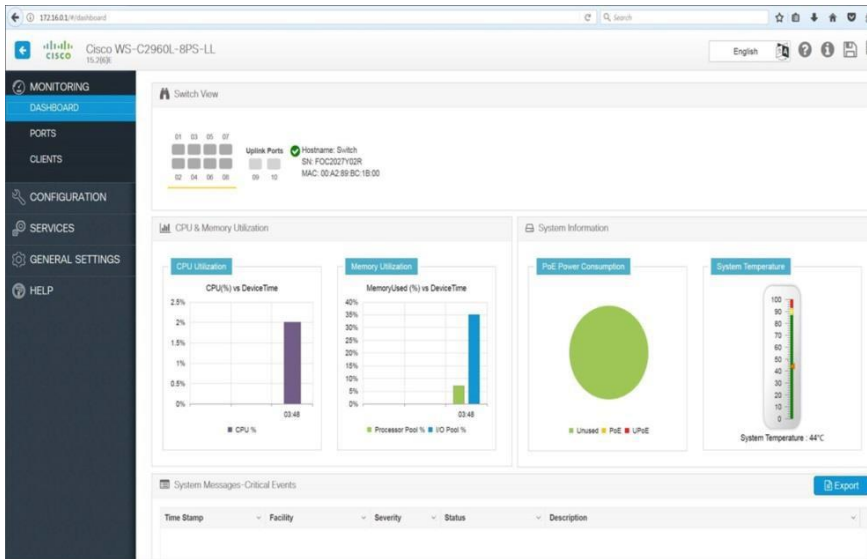 172.16.0.1/#/dashboard
Search
cisco
Cisco WS-C2960L-8PS-LL
English
MONITORING
DASHBOARD
PORTS
CLIENTS
CONFIGURATION
SERVICES
GENERAL SETTINGS
HELP
Switch View
01 03 05 07
02 04 06 08
Uplink Ports
09 10
Hostname: Switch
SN: FOC2027Y02R
MAC: 00:A2:89:BC:1B:00
CPU & Memory Utilization
CPU Utilization
CPU(%) vs DeviceTime
2.5%
2%
1.5%
1%
0.5%
0%
03:48
CPU %
Memory Utilization
MemoryUsed (%) vs DeviceTime
40%
35%
30%
25%
20%
15%
10%
5%
0%
03:48
Processor Pool % I/O Pool %
System Information
PoE Power Consumption
Unused PoE UPoE
System Temperature
100
90
80
70
60
50
40
30
20
10
0
System Temperature : 44°C
System Messages-Critical Events
Export
Time Stamp Facility Severity Status Description